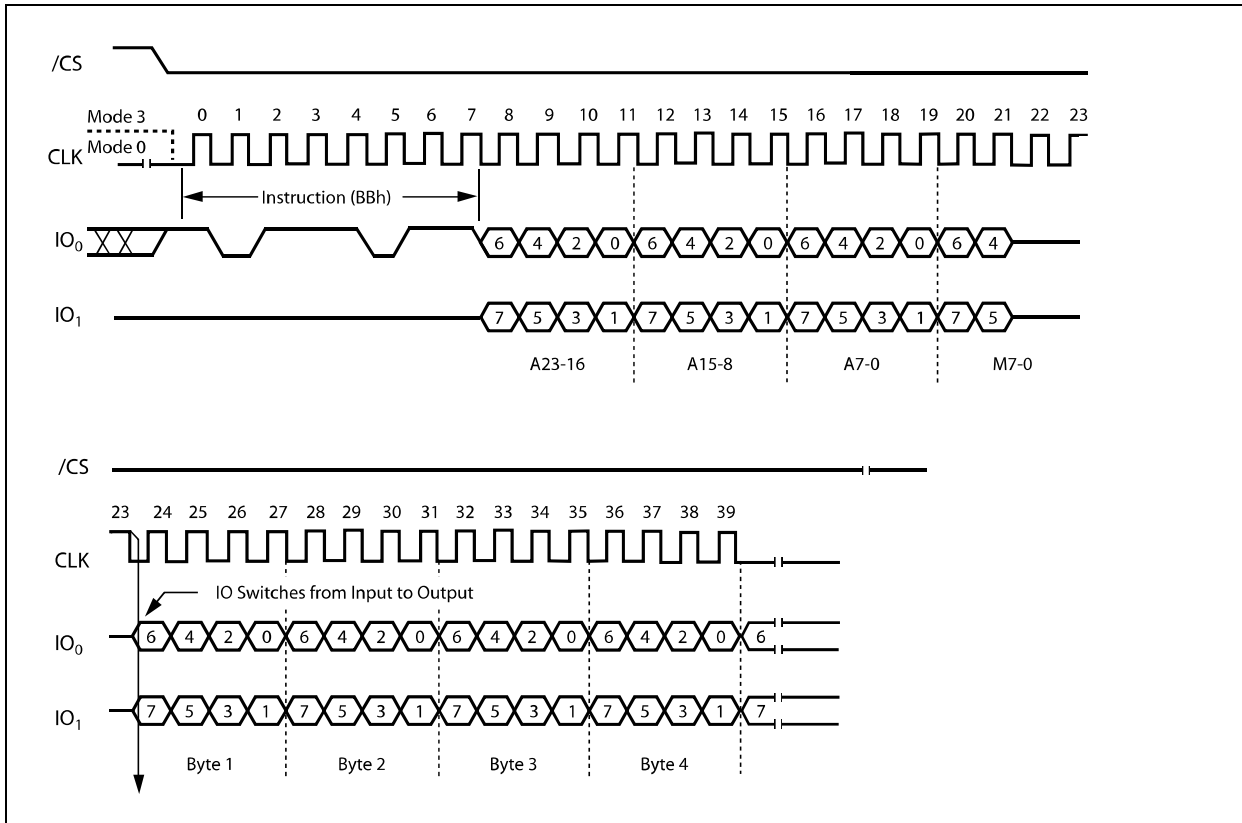 /CS
Mode 3
0 1 2 3 4 5 6 7 8 9 10 11 12 13 14 15 16 17 18 19 20 21 22 23
Mode 0
CLK
Instruction (BBh)
IO0 6 4 2 0 6 4 2 0 6 4 2 0 6 4
IO1 7 5 3 1 7 5 3 1 7 5 3 1 7 5
A23-16 A15-8 A7-0 M7-0
/CS
23 24 25 26 27 28 29 30 31 32 33 34 35 36 37 38 39
CLK
IO Switches from Input to Output
IO0 6 4 2 0 6 4 2 0 6 4 2 0 6 4 2 0 6
IO1 7 5 3 1 7 5 3 1 7 5 3 1 7 5 3 1 7
Byte 1 Byte 2 Byte 3 Byte 4